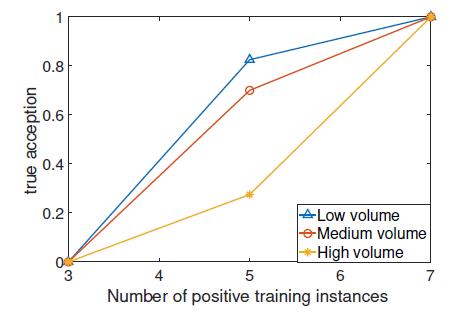 1
0.8
0.6
0.4
0.2
0
true acception
3 4 5 6 7
Number of positive training instances
Low volume
Medium volume
High volume